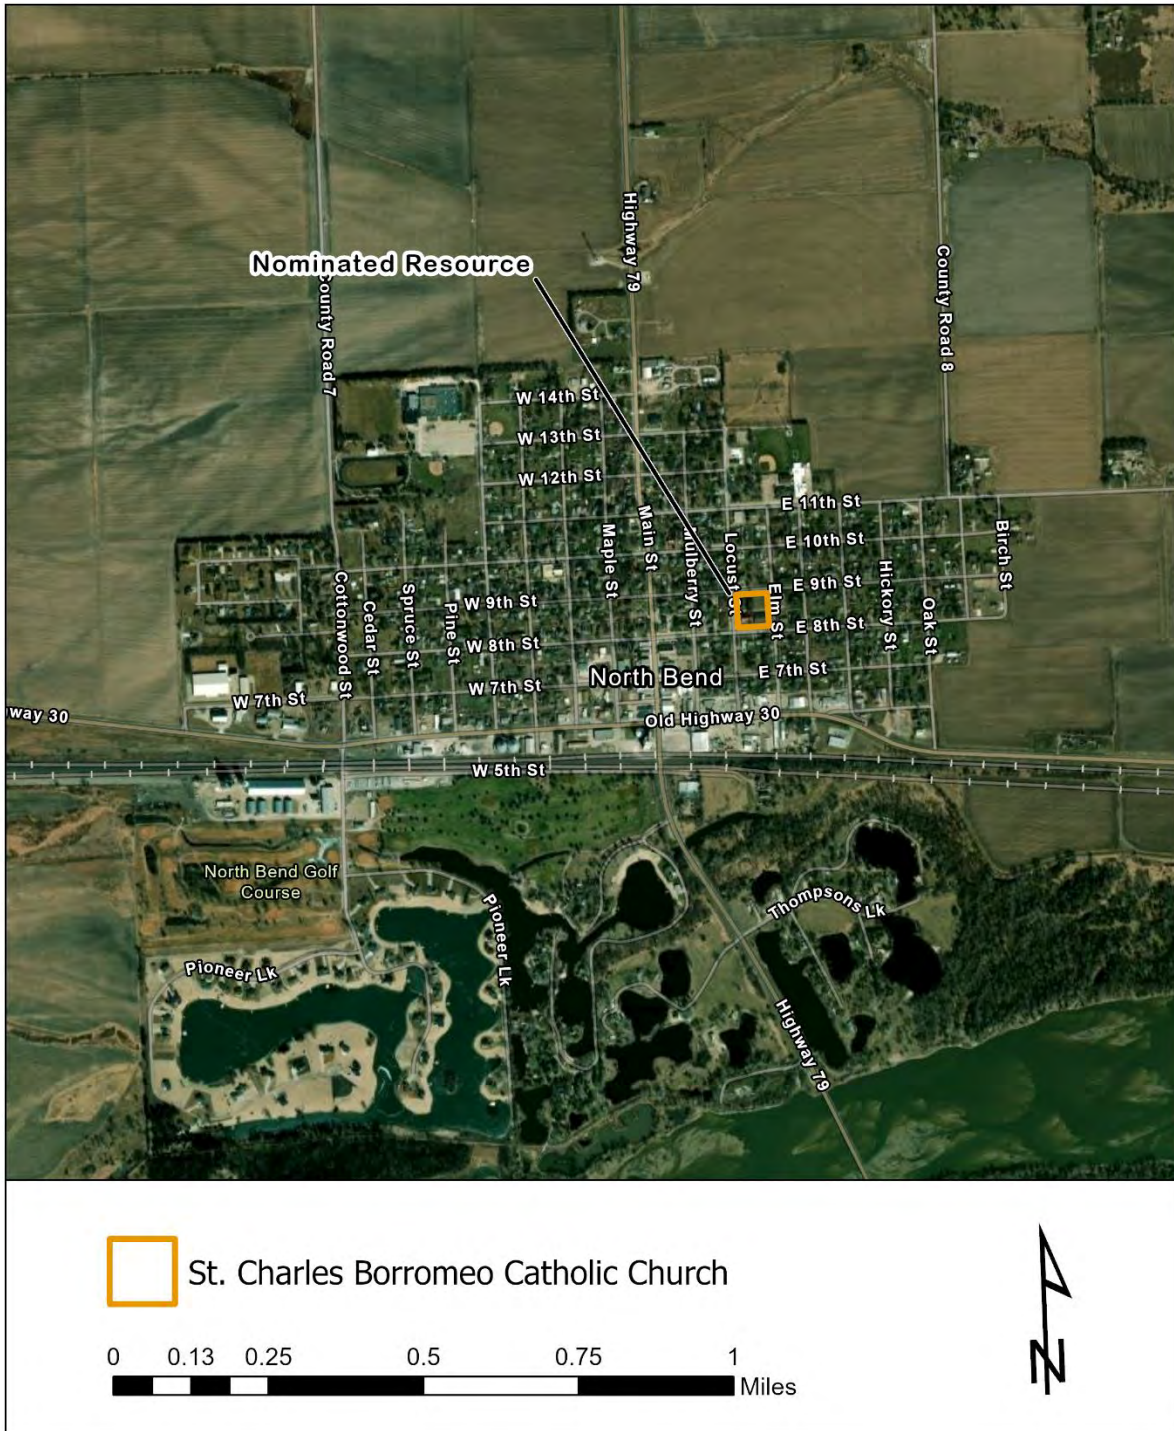 Highway 79
Nominated Resource
County Road 7
County Road 8
W 14th St
W 13th St
W 12th St
E 11th St
Main St
Maple St
Mulberry St
Locust St
E 10th St
Birch St
Hickory St
Elm St
E 9th St
Cottonwood St
Cedar St
Spruce St
Pine St
W 9th St
Oak St
E 8th St
W 8th St
North Bend
E 7th St
W 7th St
W 7th St
way 30
Old Highway 30
W 5th St
North Bend Golf
Course
Pioneer Lk
Pioneer Lk
Thompsons Lk
Highway 79
St. Charles Borromeo Catholic Church
N
0 0.13 0.25 0.5 0.75 1
Miles